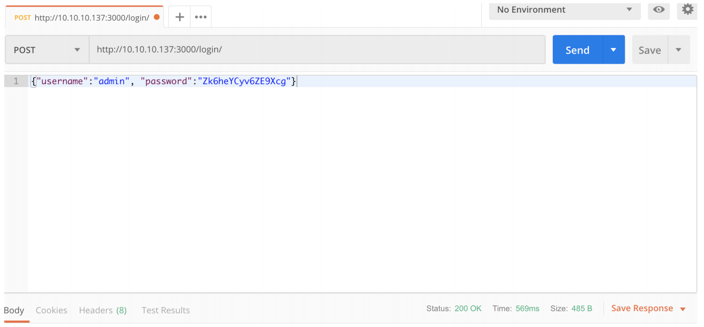 POST http://10.10.10.137:3000/login/
No Environment
POST http://10.10.10.137:3000/login/ Send Save
1 {"username":"admin", "password":"Zk6heYCyv6ZE9Xcg"}
Body Cookies Headers (8) Test Results Status: 200 OK Time: 569ms Size: 485 B Save Response